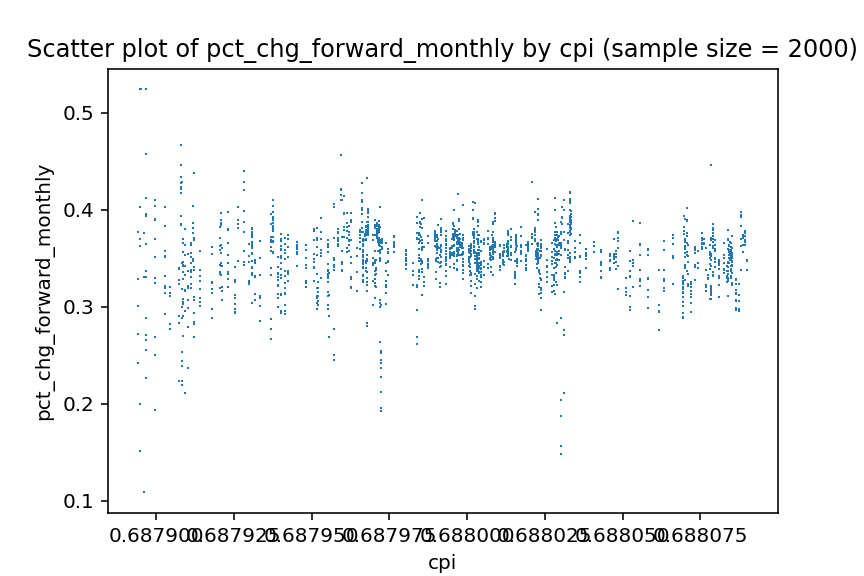 Scatter plot of pct_chg_forward_monthly by cpi (sample size = 2000)
pct_chg_forward_monthly
0.5
0.4
0.3
0.2
0.1
0.687900 0.687925 0.687950 0.687975 0.688000 0.688025 0.688050 0.688075
cpi